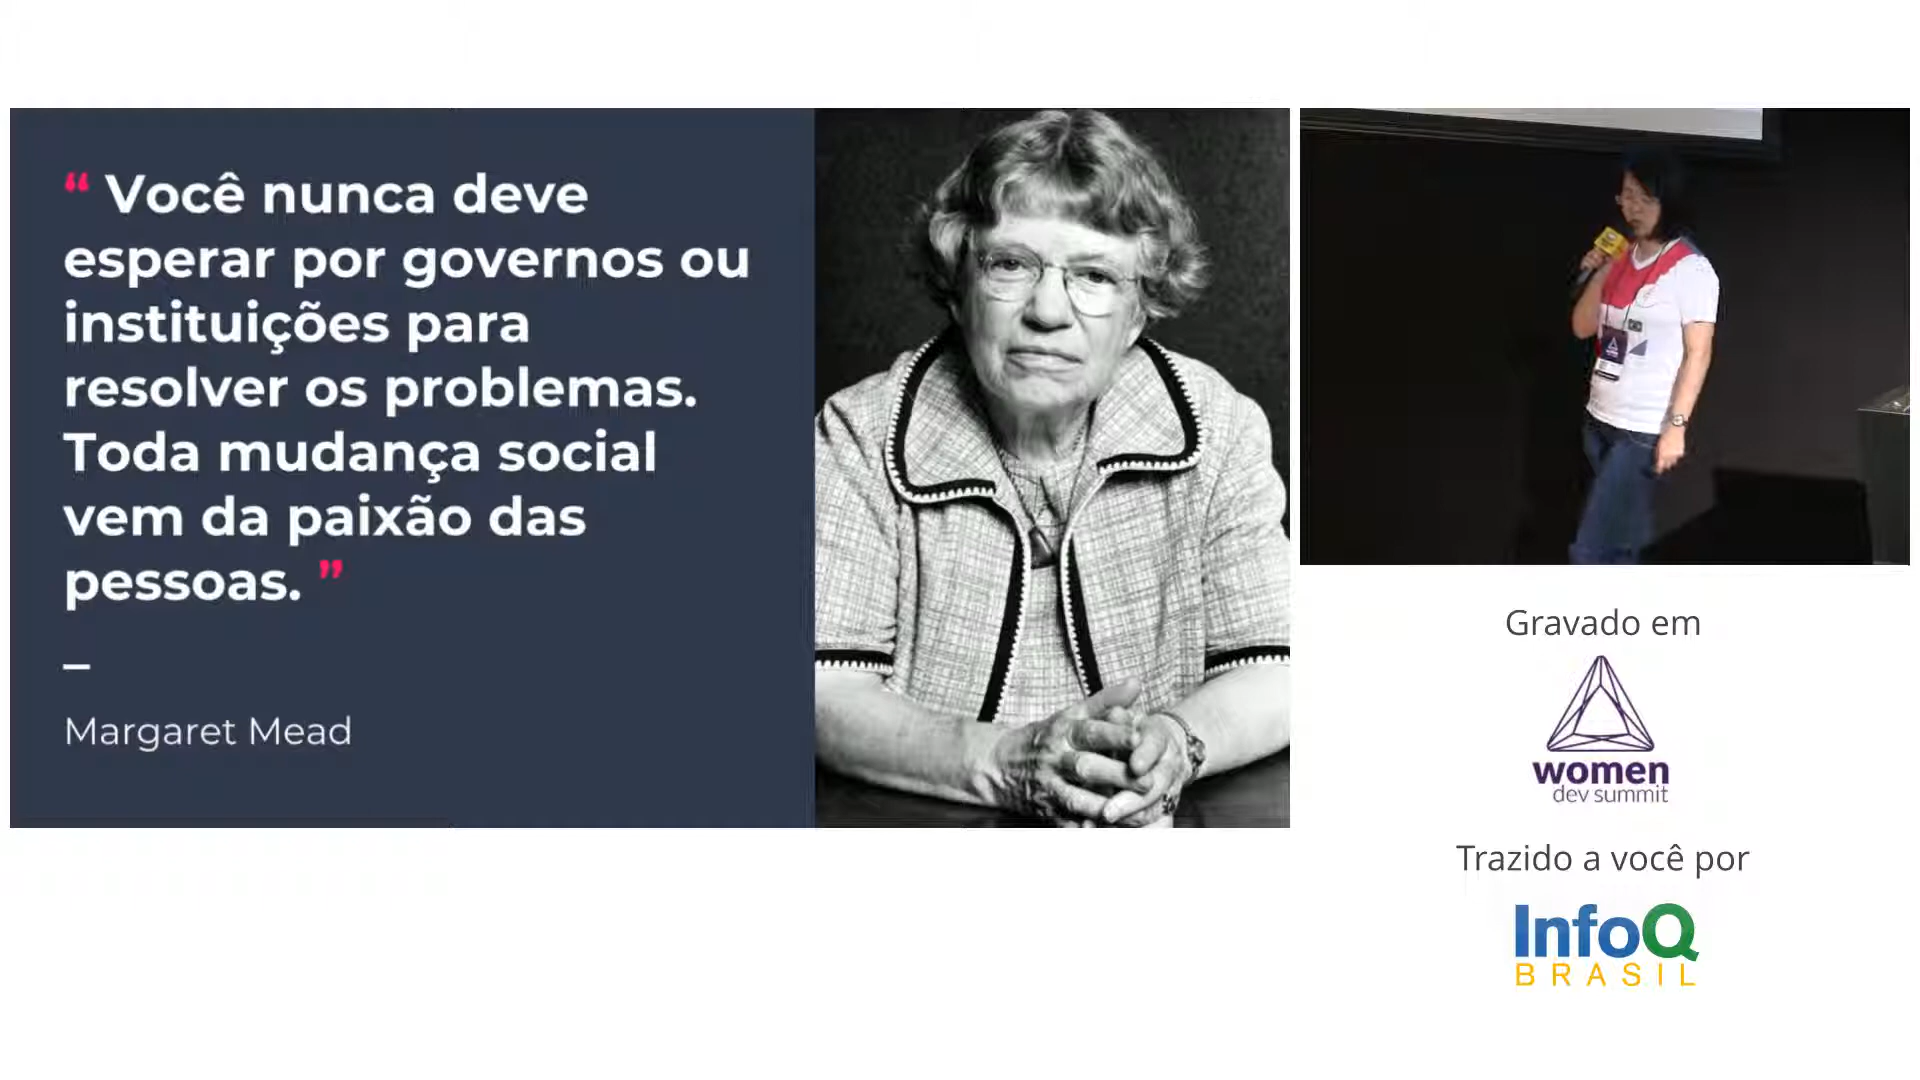 “ Você nunca deve
esperar por governos ou
instituições para
resolver os problemas.
Toda mudança social
vem da paixão das
pessoas. ”
–
Margaret Mead
Gravado em
women
dev summit
Trazido a você por
InfoQ
BRASIL